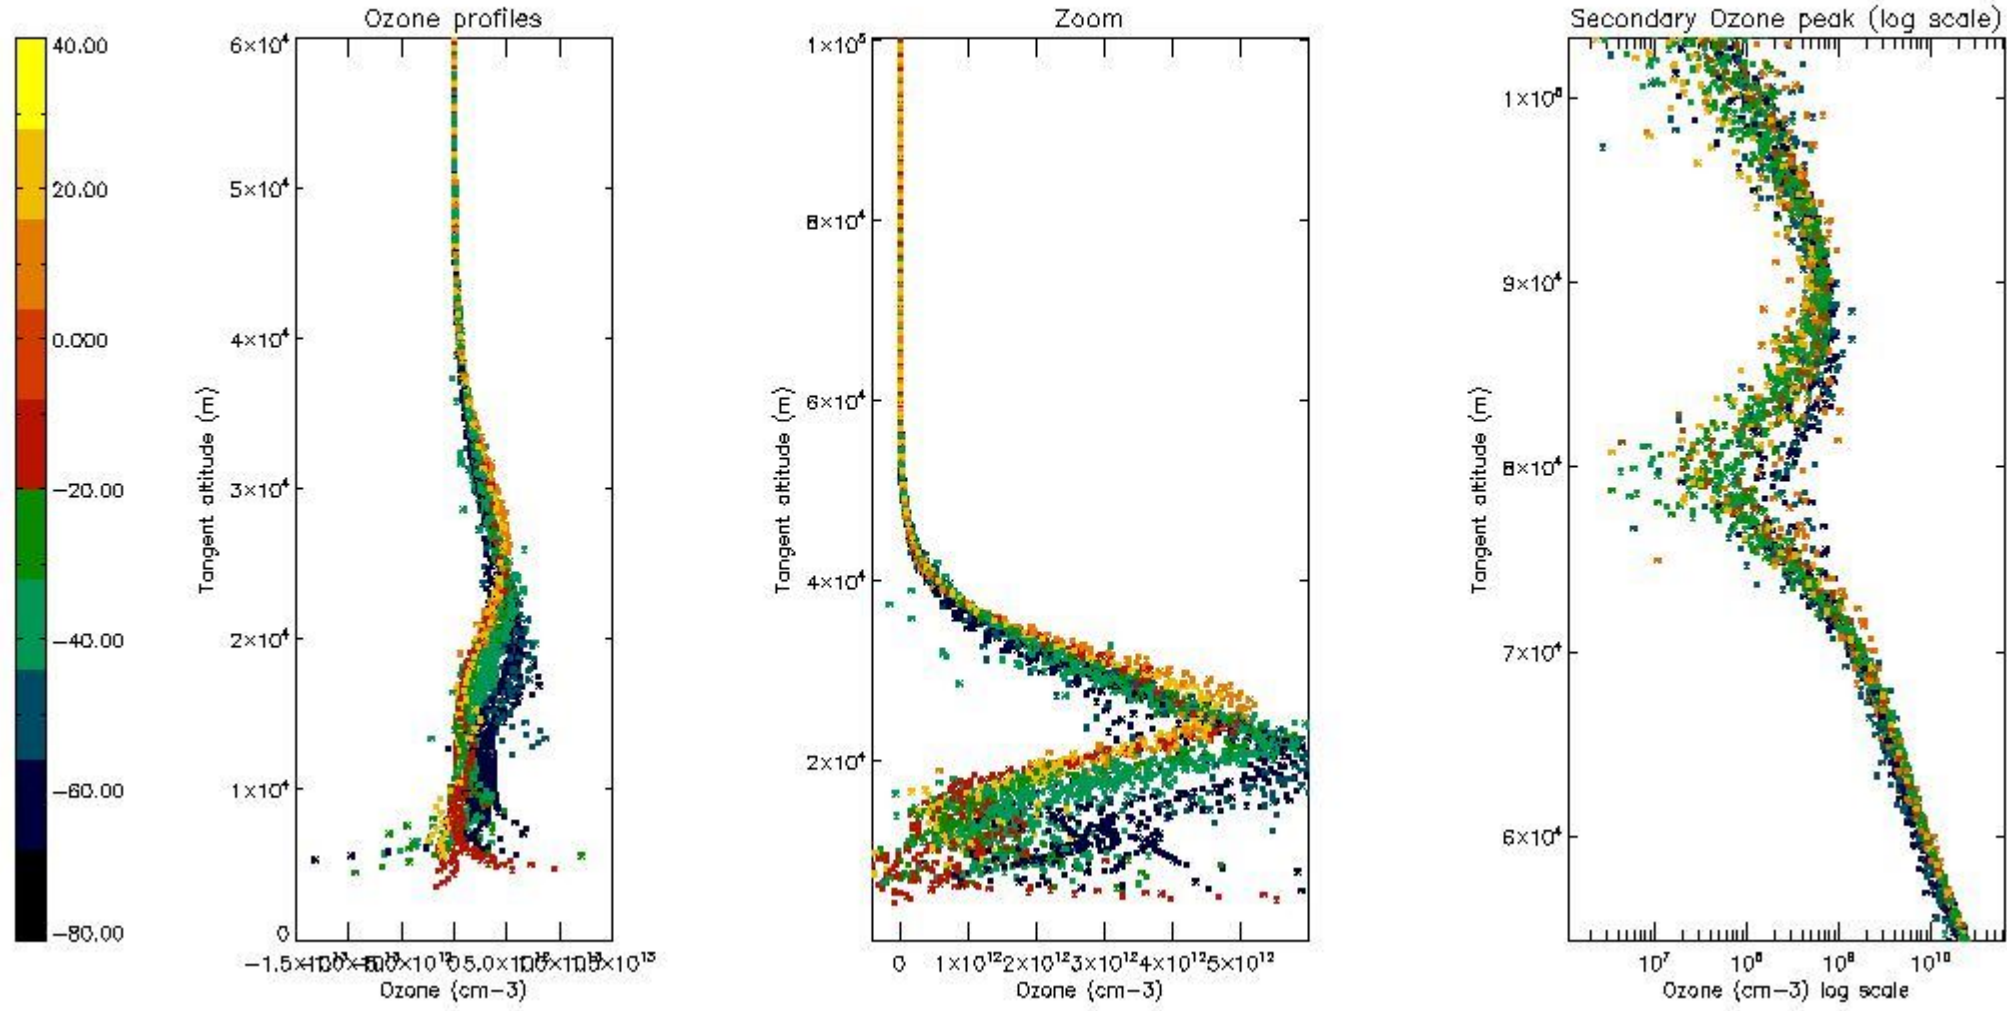 Ozone profiles
Zoom
Secondary Ozone peak (log scale)
40.00
20.00
0.000
-20.00
-40.00
-60.00
-80.00
6×10⁴
5×10⁴
4×10⁴
3×10⁴
2×10⁴
1×10⁴
0
Tangent altitude (m)
Ozone (cm-3)
1×10⁵
8×10⁴
6×10⁴
4×10⁴
2×10⁴
Tangent altitude (m)
0 1×10¹² 2×10¹² 3×10¹² 4×10¹² 5×10¹²
Ozone (cm-3)
1×10⁵
9×10⁴
8×10⁴
7×10⁴
6×10⁴
Tangent altitude (m)
10⁷ 10⁸ 10⁹ 10¹⁰
Ozone (cm-3) log scale